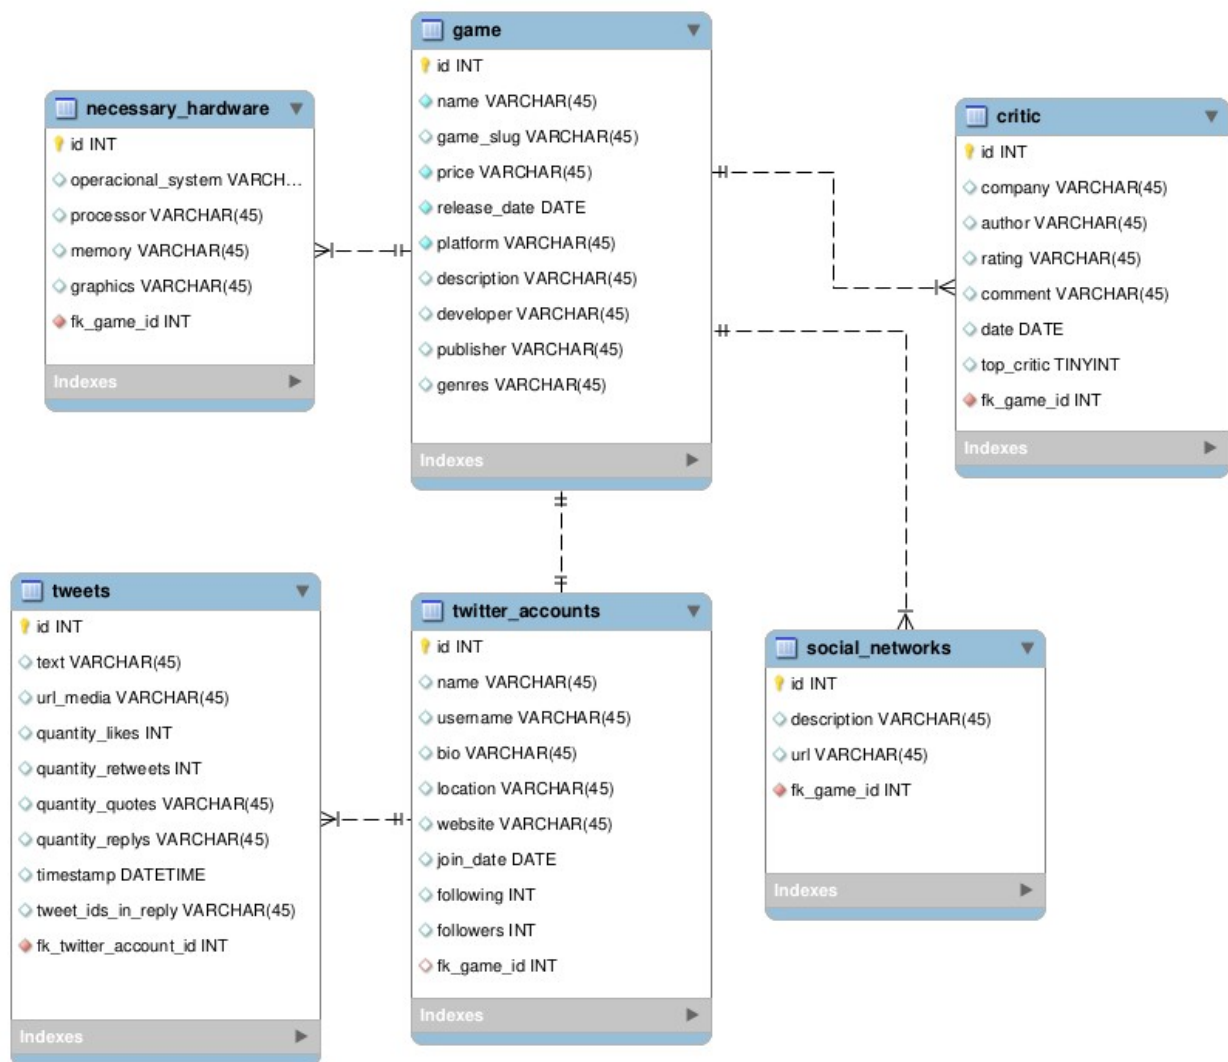 game
id INT
name VARCHAR(45)
game_slug VARCHAR(45)
price VARCHAR(45)
release_date DATE
platform VARCHAR(45)
description VARCHAR(45)
developer VARCHAR(45)
publisher VARCHAR(45)
genres VARCHAR(45)
Indexes
necessary_hardware
id INT
operacional_system VARCH...
processor VARCHAR(45)
memory VARCHAR(45)
graphics VARCHAR(45)
fk_game_id INT
Indexes
critic
id INT
company VARCHAR(45)
author VARCHAR(45)
rating VARCHAR(45)
comment VARCHAR(45)
date DATE
top_critic TINYINT
fk_game_id INT
Indexes
tweets
id INT
text VARCHAR(45)
url_media VARCHAR(45)
quantity_likes INT
quantity_retweets INT
quantity_quotes VARCHAR(45)
quantity_replys VARCHAR(45)
timestamp DATETIME
tweet_ids_in_reply VARCHAR(45)
fk_twitter_account_id INT
Indexes
twitter_accounts
id INT
name VARCHAR(45)
username VARCHAR(45)
bio VARCHAR(45)
location VARCHAR(45)
website VARCHAR(45)
join_date DATE
following INT
followers INT
fk_game_id INT
Indexes
social_networks
id INT
description VARCHAR(45)
url VARCHAR(45)
fk_game_id INT
Indexes